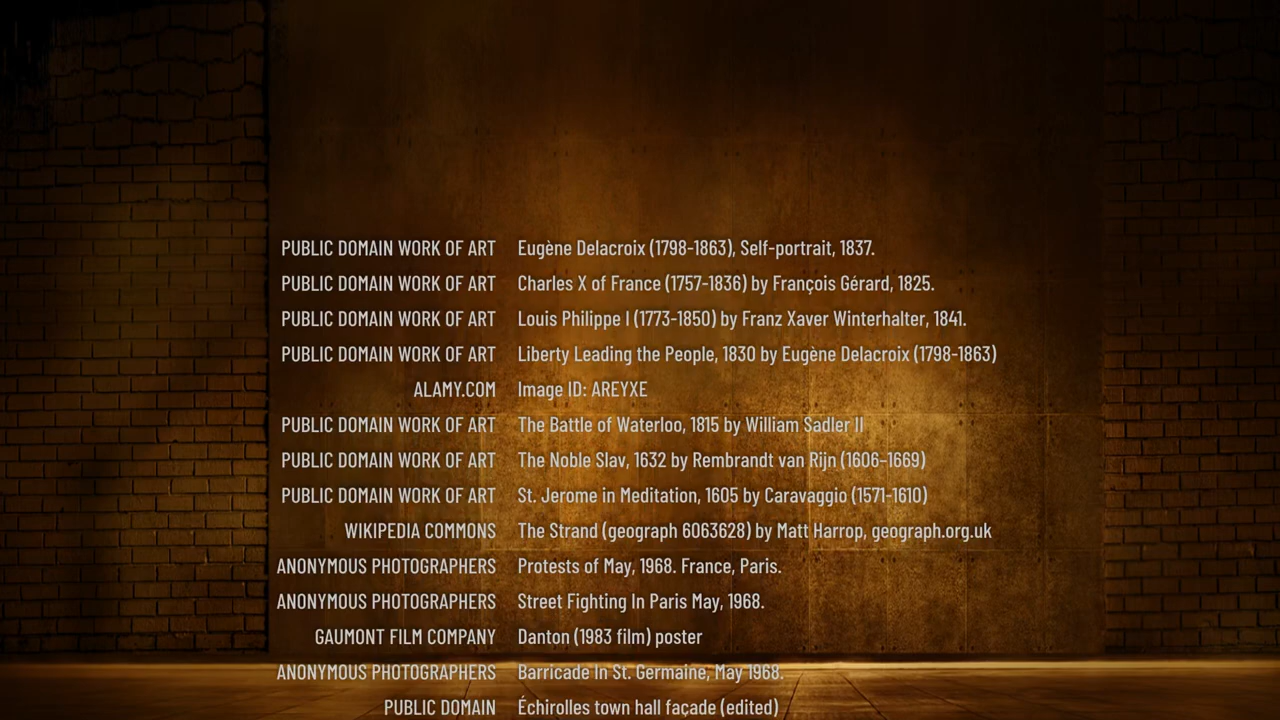 PUBLIC DOMAIN WORK OF ART Eugène Delacroix (1798-1863), Self-portrait, 1837.
PUBLIC DOMAIN WORK OF ART Charles X of France (1757-1836) by François Gérard, 1825.
PUBLIC DOMAIN WORK OF ART Louis Philippe I (1773-1850) by Franz Xaver Winterhalter, 1841.
PUBLIC DOMAIN WORK OF ART Liberty Leading the People, 1830 by Eugène Delacroix (1798-1863)
ALAMY.COM Image ID: AREYXE
PUBLIC DOMAIN WORK OF ART The Battle of Waterloo, 1815 by William Sadler II
PUBLIC DOMAIN WORK OF ART The Noble Slav, 1632 by Rembrandt van Rijn (1606-1669)
PUBLIC DOMAIN WORK OF ART St. Jerome in Meditation, 1605 by Caravaggio (1571-1610)
WIKIPEDIA COMMONS The Strand (geograph 6063628) by Matt Harrop, geograph.org.uk
ANONYMOUS PHOTOGRAPHERS Protests of May, 1968. France, Paris.
ANONYMOUS PHOTOGRAPHERS Street Fighting In Paris May, 1968.
GAUMONT FILM COMPANY Danton (1983 film) poster
ANONYMOUS PHOTOGRAPHERS Barricade In St. Germaine, May 1968.
PUBLIC DOMAIN Échirolles town hall façade (edited)